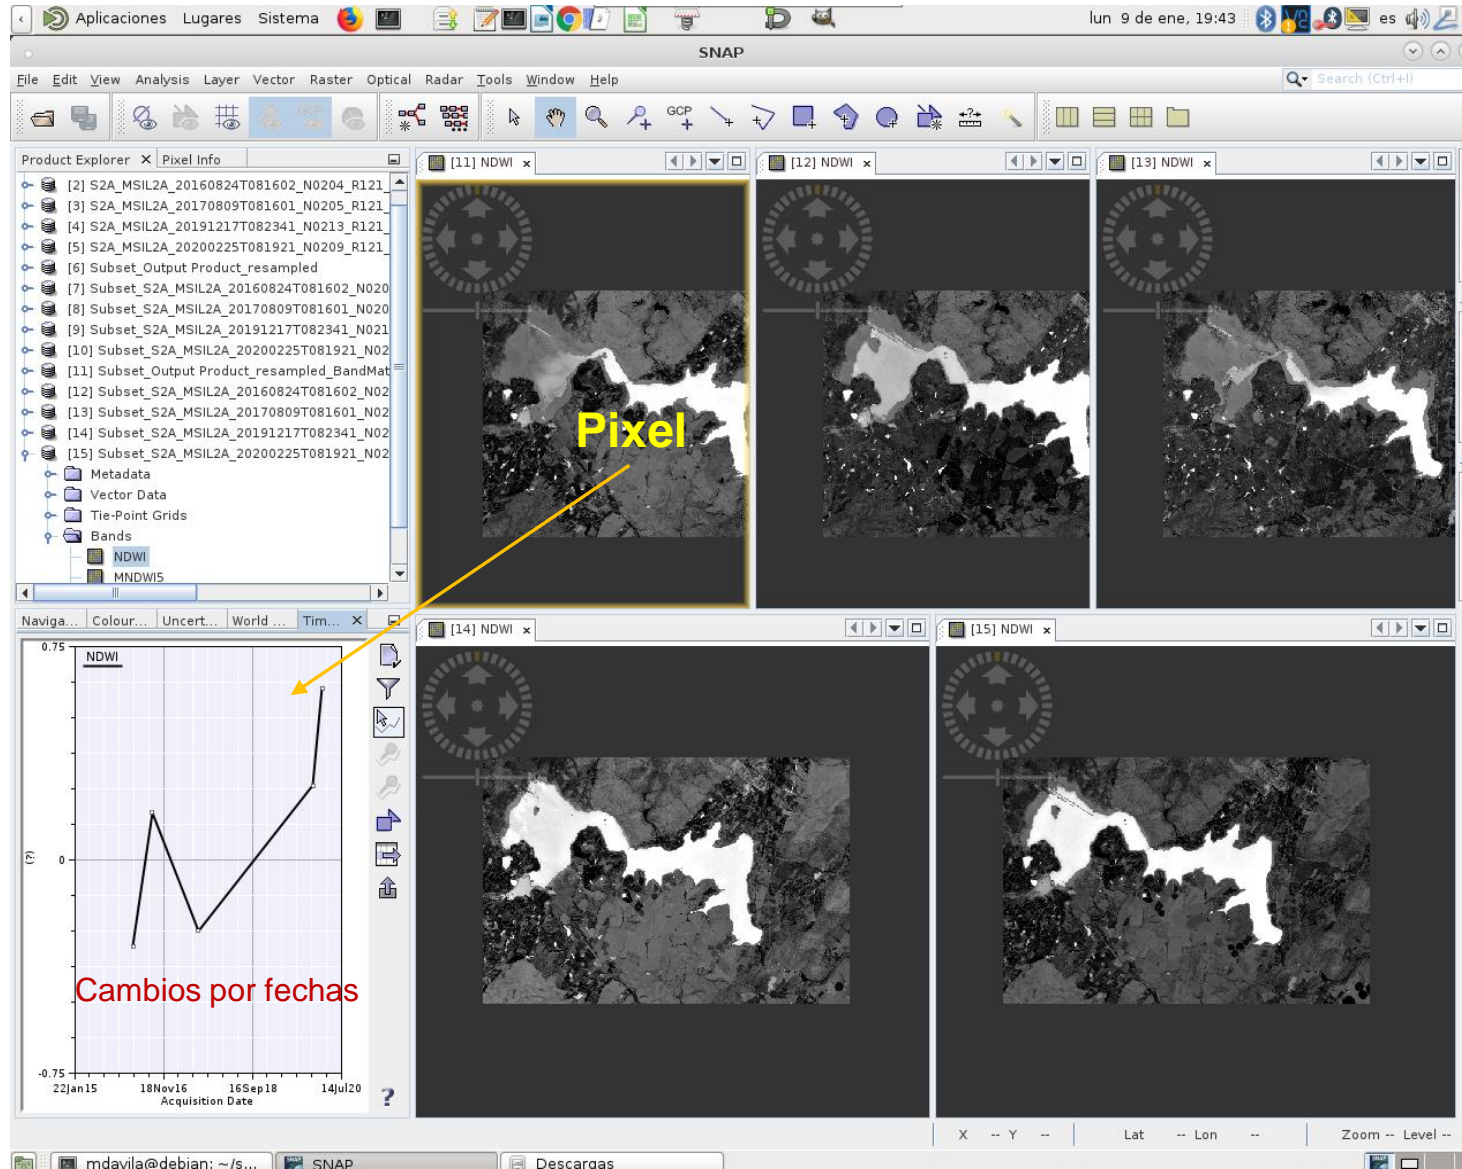 Aplicaciones Lugares Sistema
lun 9 de ene, 19:43
es
SNAP
File Edit View Analysis Layer Vector Raster Optical Radar Tools Window Help
Search (Ctrl+I)
GCP
Product Explorer X Pixel Info
[11] NDWI
[12] NDWI
[13] NDWI
[2] S2A_MSIL2A_20160824T081602_N0204_R121_
[3] S2A_MSIL2A_20170809T081601_N0205_R121_
[4] S2A_MSIL2A_20191217T082341_N0213_R121_
[5] S2A_MSIL2A_20200225T081921_N0209_R121_
[6] Subset_Output Product_resampled
[7] Subset_S2A_MSIL2A_20160824T081602_N020
[8] Subset_S2A_MSIL2A_20170809T081601_N020
[9] Subset_S2A_MSIL2A_20191217T082341_N021
[10] Subset_S2A_MSIL2A_20200225T081921_N02
[11] Subset_Output Product_resampled_BandMat
[12] Subset_S2A_MSIL2A_20160824T081602_N02
[13] Subset_S2A_MSIL2A_20170809T081601_N02
[14] Subset_S2A_MSIL2A_20191217T082341_N02
[15] Subset_S2A_MSIL2A_20200225T081921_N02
Metadata
Vector Data
Tie-Point Grids
Bands
NDWI
MNDWI5
Pixel
Naviga... Colour... Uncert... World ... Tim... X
[14] NDWI
[15] NDWI
0.75
NDWI
(?)
0
Cambios por fechas
-0.75
22Jan15 18Nov16 16Sep18 14Jul20
Acquisition Date
X -- Y -- Lat -- Lon -- Zoom -- Level --
mdavila@debian: ~/s...
SNAP
Descargas